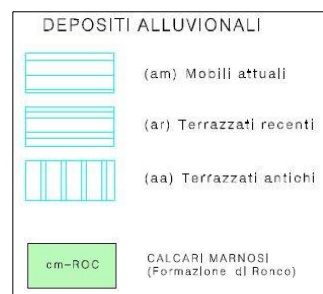 DEPOSITI ALLUVIONALI
(am) Mobili attuali
(ar) Terrazzati recenti
(aa) Terrazzati antichi
cm-ROC
CALCARI MARNOSI
(Formazione di Ronco)